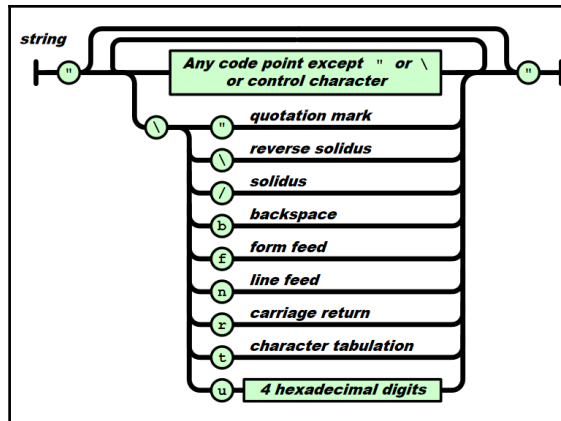 string
" Any code point except " or \ "
or control character
\ " quotation mark
\ reverse solidus
/ solidus
b backspace
f form feed
n line feed
r carriage return
t character tabulation
u 4 hexadecimal digits